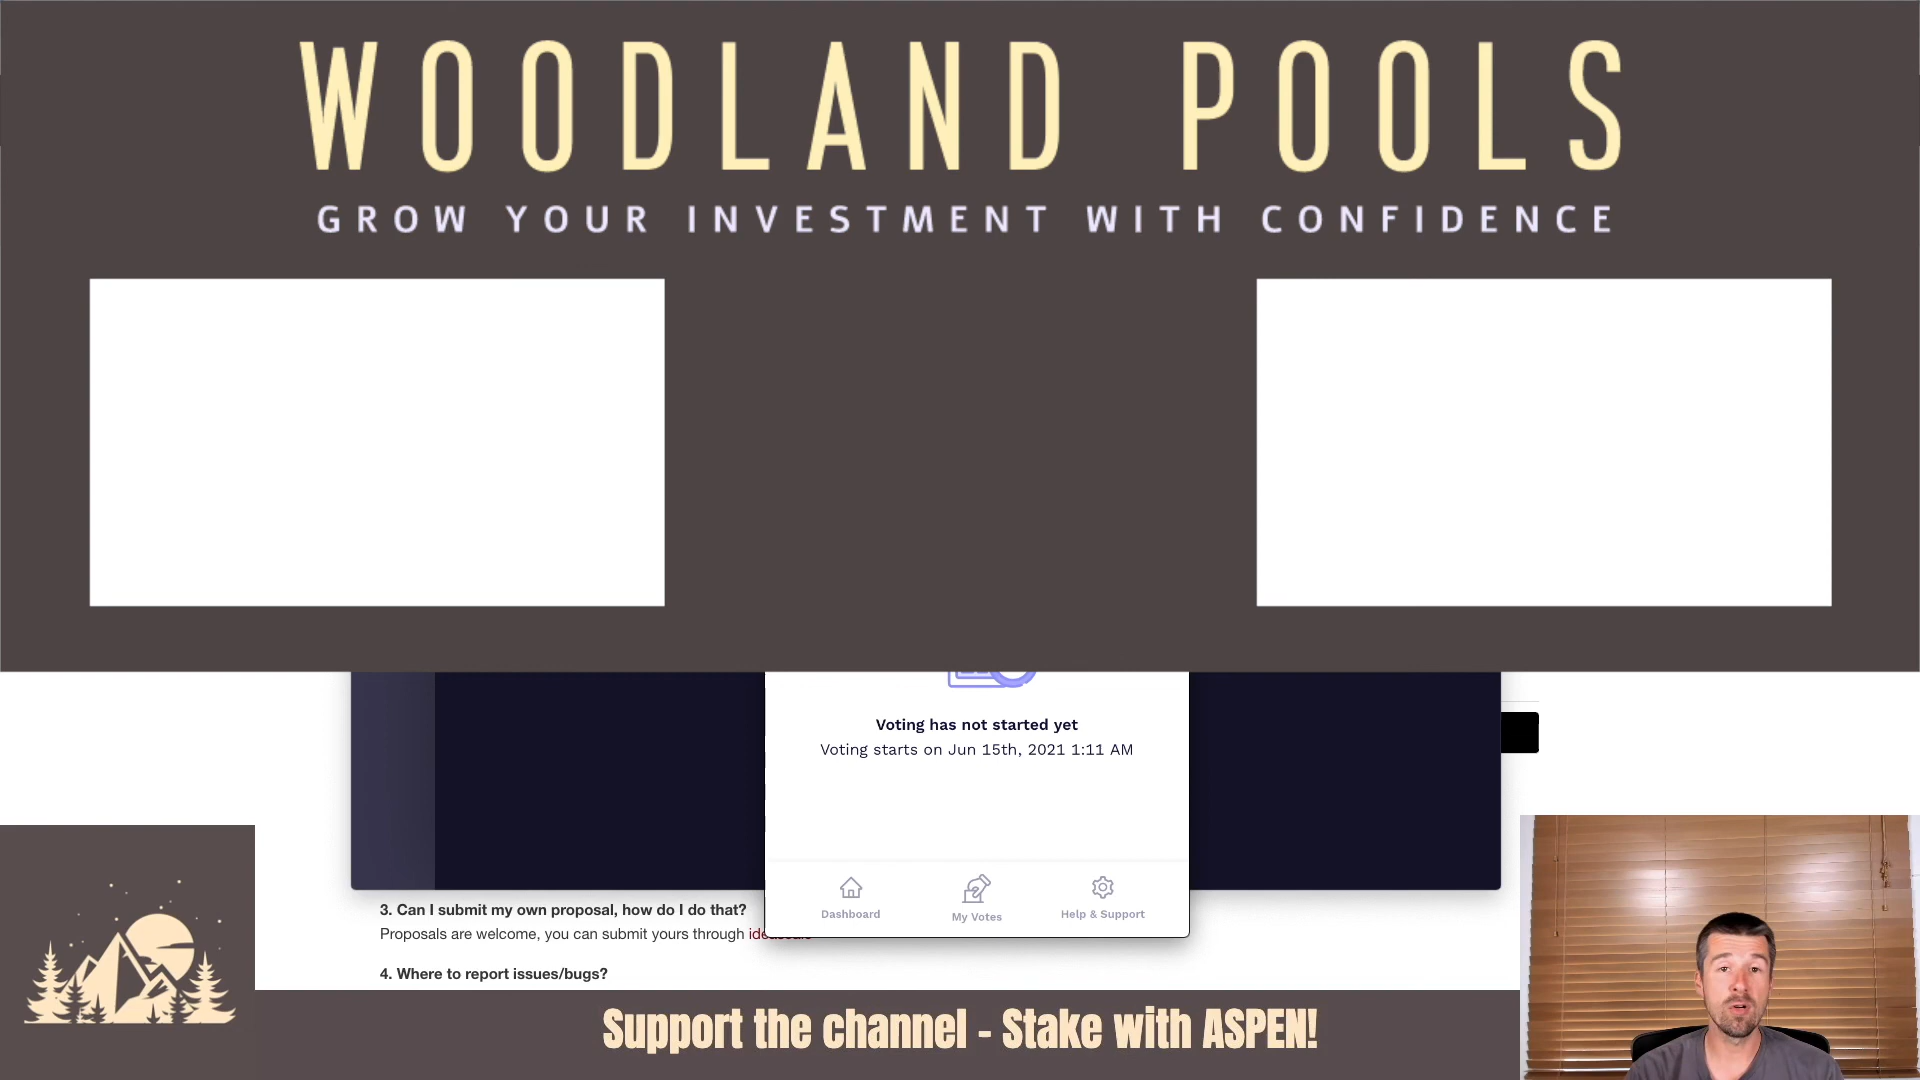 WOODLAND POOLS
GROW YOUR INVESTMENT WITH CONFIDENCE
Voting has not started yet
Voting starts on Jun 15th, 2021 1:11 AM
Dashboard
My Votes
Help & Support
3. Can I submit my own proposal, how do I do that?
Proposals are welcome, you can submit yours through
4. Where to report issues/bugs?
Support the channel - Stake with ASPEN!